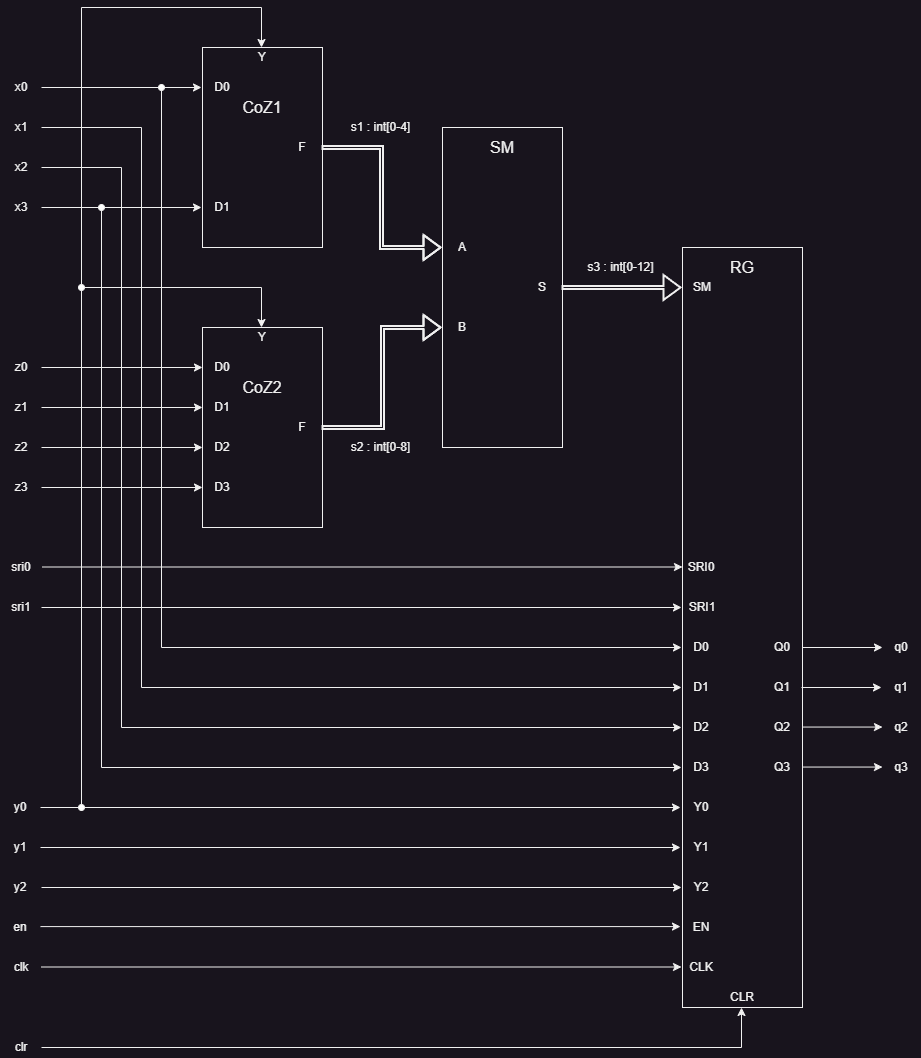 Y
x0
D0
CoZ1
x1
s1 : int[0-4]
F
SM
x2
x3
D1
A
s3 : int[0-12]
RG
S
SM
B
Y
z0
D0
CoZ2
z1
D1
F
z2
D2
s2 : int[0-8]
z3
D3
sri0
SRI0
sri1
SRI1
D0
Q0
q0
D1
Q1
q1
D2
Q2
q2
D3
Q3
q3
y0
Y0
y1
Y1
y2
Y2
en
EN
clk
CLK
CLR
clr